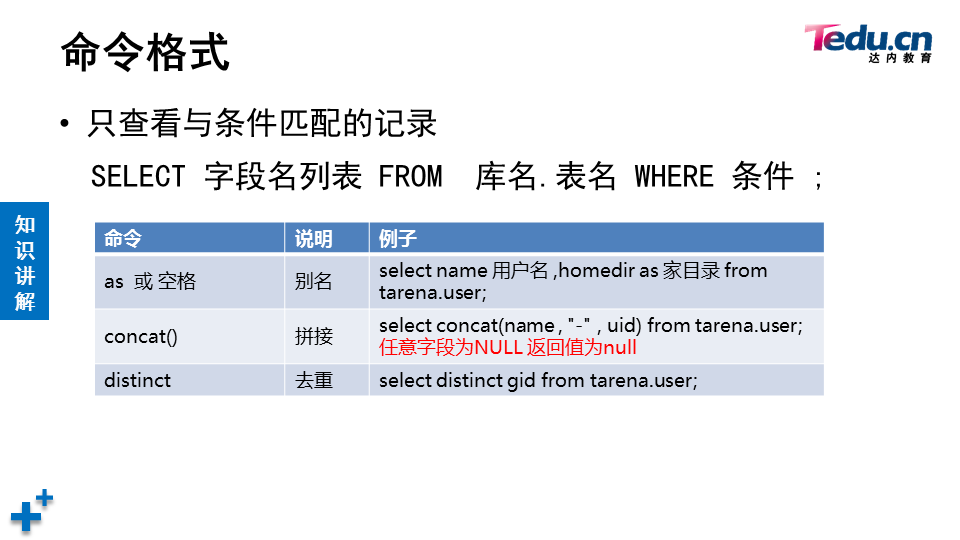 命令格式
Tedu.cn
达内教育
• 只查看与条件匹配的记录
SELECT 字段名列表 FROM 库名.表名 WHERE 条件 ;
知识讲解
命令 说明 例子
as 或 空格 别名 select name 用户名 ,homedir as 家目录 from
tarena.user;
concat() 拼接 select concat(name , "-" , uid) from tarena.user;
任意字段为NULL 返回值为null
distinct 去重 select distinct gid from tarena.user;